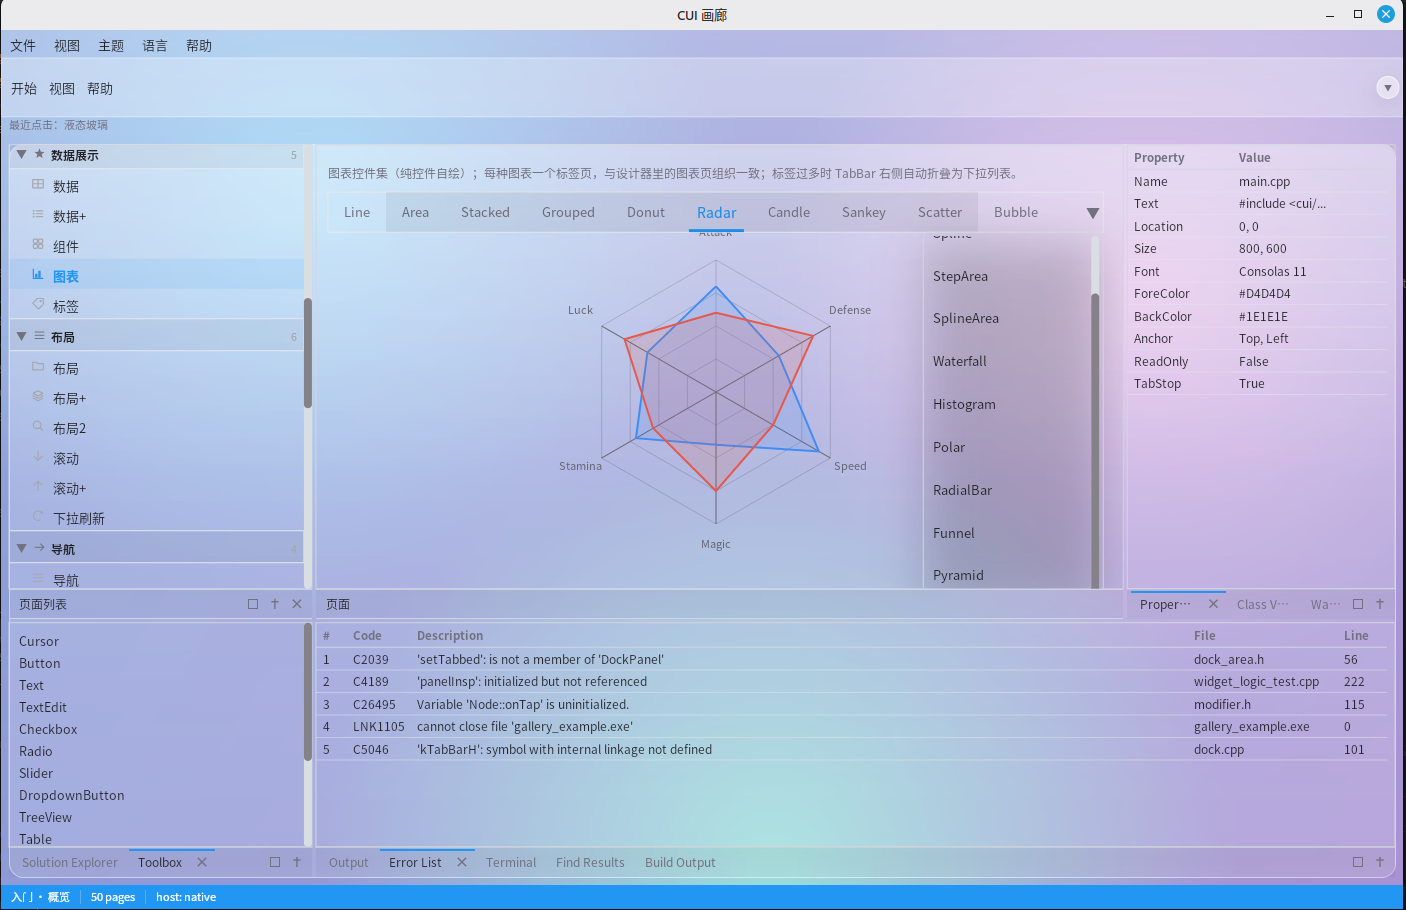 CUI 画廊
文件 视图 主题 语言 帮助
开始 视图 帮助
最近点击：液态玻璃
数据展示 5
数据
数据+
组件
图表
标签
布局 6
布局
布局+
布局2
滚动
滚动+
下拉刷新
导航 4
导航
页面列表
图表控件集（纯控件自绘）；每种图表一个标签页，与设计器里的图表页组织一致；标签过多时 TabBar 右侧自动折叠为下拉列表。
Line Area Stacked Grouped Donut Radar Candle Sankey Scatter Bubble
Attack
Luck
Defense
Stamina
Speed
Magic
Spline
StepArea
SplineArea
Waterfall
Histogram
Polar
RadialBar
Funnel
Pyramid
页面
Property Value
Name main.cpp
Text #include <cui/...
Location 0, 0
Size 800, 600
Font Consolas 11
ForeColor #D4D4D4
BackColor #1E1E1E
Anchor Top, Left
ReadOnly False
TabStop True
Proper··· Class V··· Wa···
Cursor
Button
Text
TextEdit
Checkbox
Radio
Slider
DropdownButton
TreeView
Table
Solution Explorer Toolbox
# Code Description File Line
1 C2039 'setTabbed': is not a member of 'DockPanel' dock_area.h 56
2 C4189 'panelInsp': initialized but not referenced widget_logic_test.cpp 222
3 C26495 Variable 'Node::onTap' is uninitialized. modifier.h 115
4 LNK1105 cannot close file 'gallery_example.exe' gallery_example.exe 0
5 C5046 'kTabBarH': symbol with internal linkage not defined dock.cpp 101
Output Error List Terminal Find Results Build Output
入门 · 概览 50 pages host: native